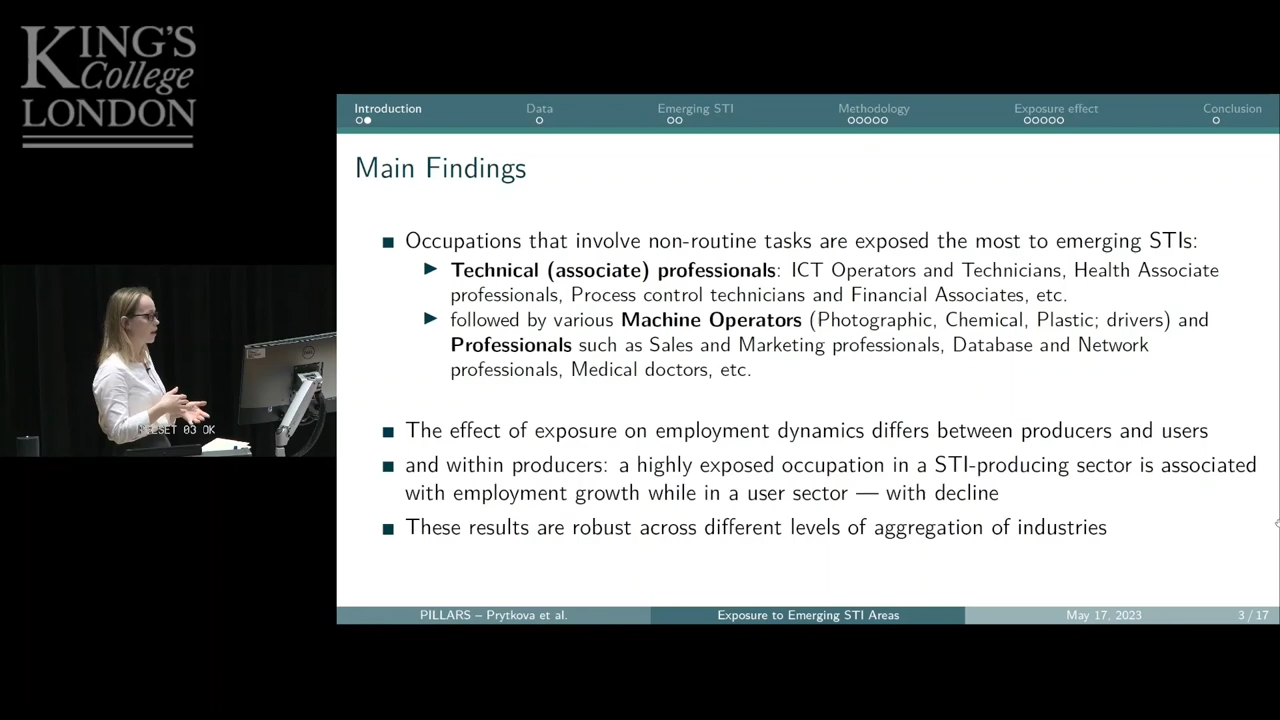 KING'S
College
LONDON
Introduction
Data
Emerging STI
Methodology
Exposure effect
Conclusion
Main Findings
Occupations that involve non-routine tasks are exposed the most to emerging STIs:
Technical (associate) professionals: ICT Operators and Technicians, Health Associate
professionals, Process control technicians and Financial Associates, etc.
followed by various Machine Operators (Photographic, Chemical, Plastic; drivers) and
Professionals such as Sales and Marketing professionals, Database and Network
professionals, Medical doctors, etc.
The effect of exposure on employment dynamics differs between producers and users
and within producers: a highly exposed occupation in a STI-producing sector is associated
with employment growth while in a user sector — with decline
These results are robust across different levels of aggregation of industries
PILLARS – Prytkova et al.
Exposure to Emerging STI Areas
May 17, 2023
3 / 17
03 OK